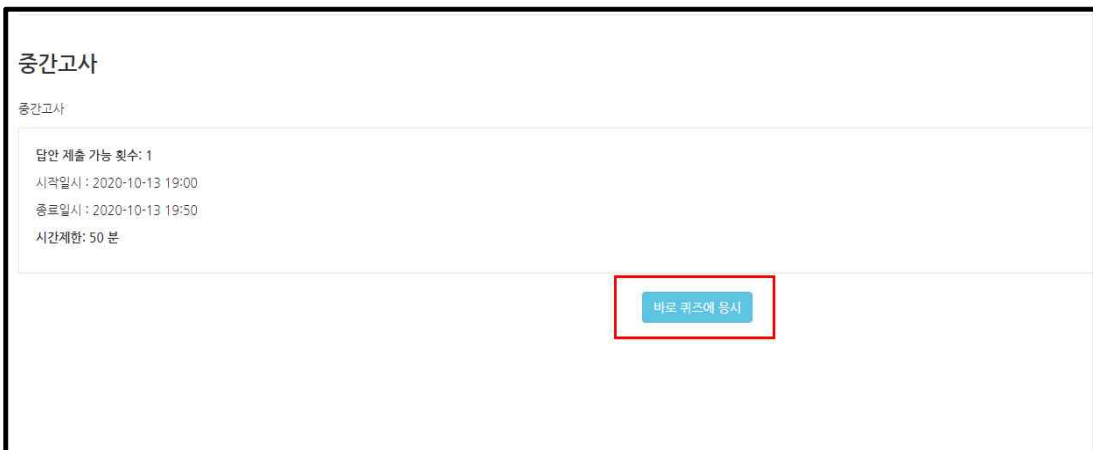 중간고사
중간고사
답안 제출 가능 횟수: 1
시작일시 : 2020-10-13 19:00
종료일시 : 2020-10-13 19:50
시간제한: 50 분
바로 퀴즈에 응시